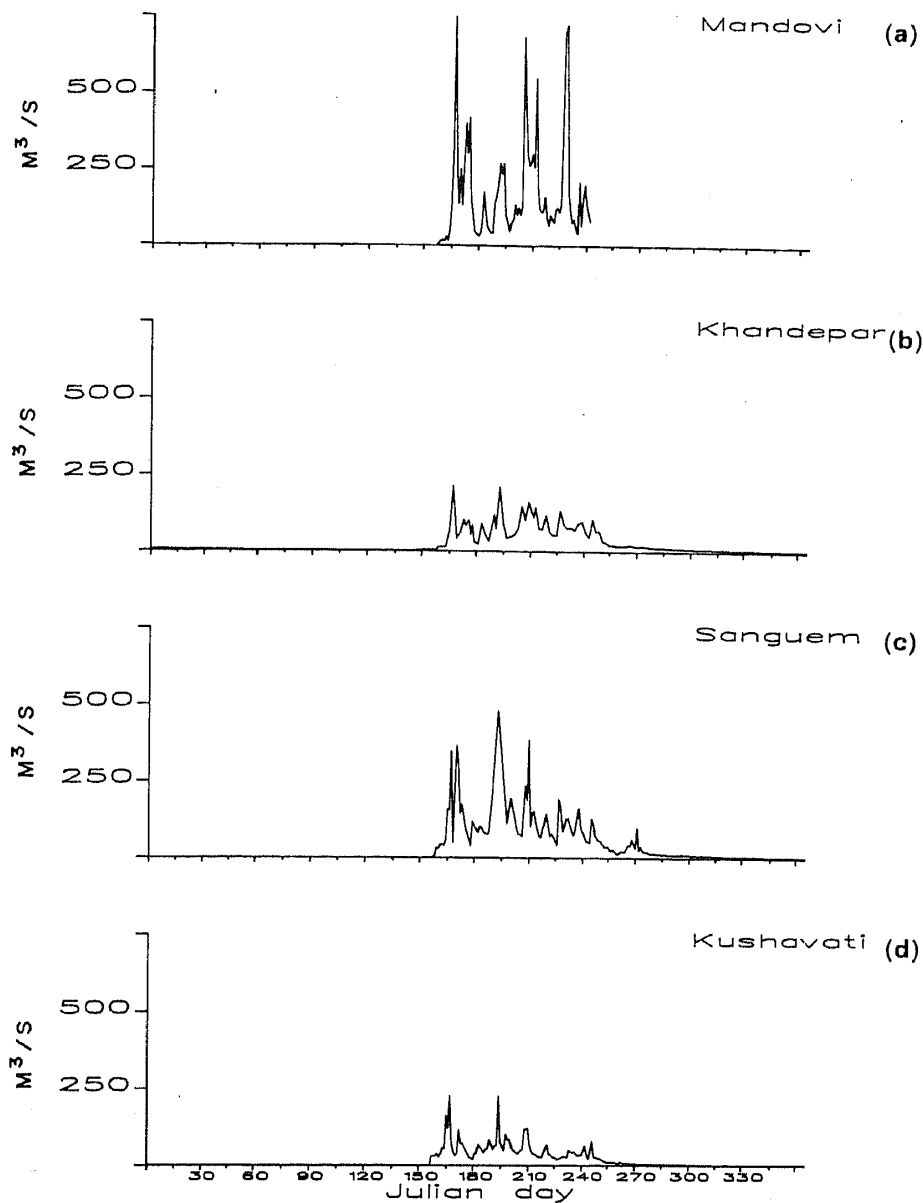 Mandovi (a)
500
250
M³/S
Khandepar (b)
500
250
M³/S
Sanguem (c)
500
250
M³/S
Kushavati (d)
500
250
M³/S
30 60 90 120 150 180 210 240 270 300 330
Julian day